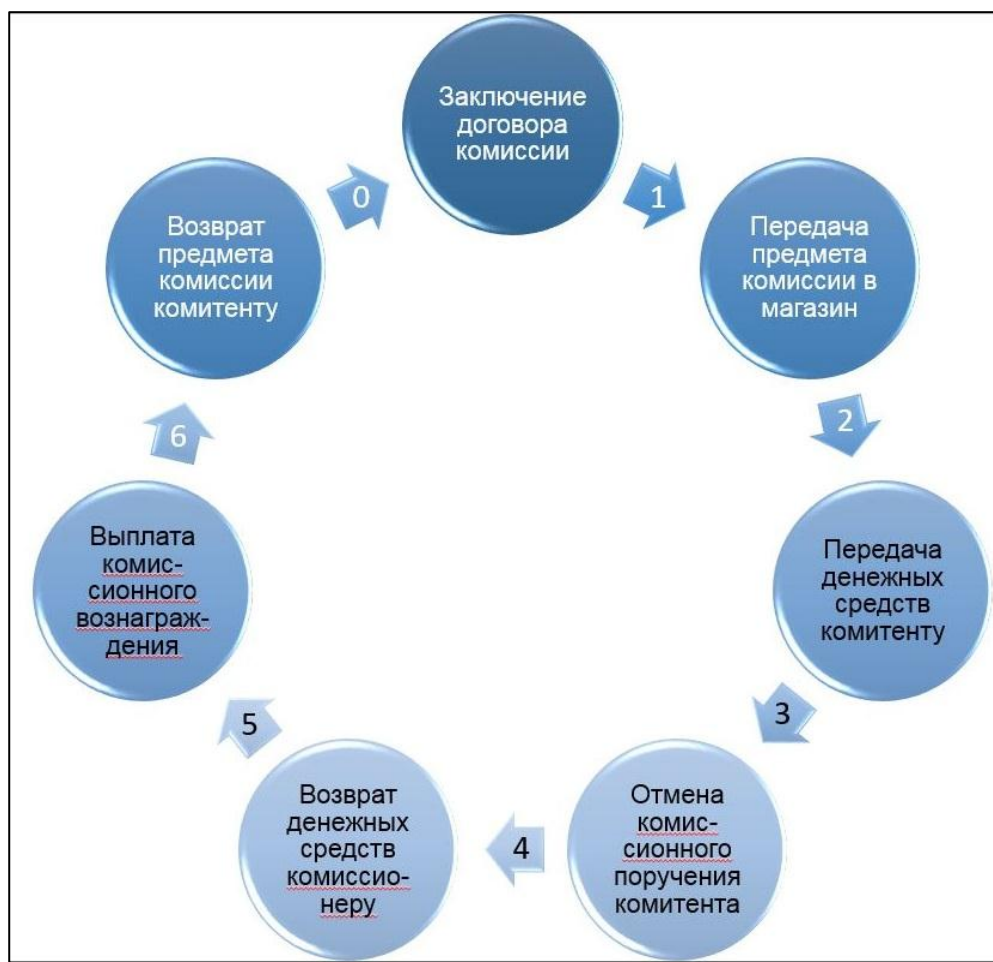 Заключение
договора
комиссии
1
Передача
предмета
комиссии в
магазин
2
Передача
денежных
средств
комитенту
3
Отмена
комис-
сионного
поручения
комитента
4
Возврат
денежных
средств
комиссио-
неру
5
Выплата
комис-
сионного
вознаграж-
дения
6
Возврат
предмета
комиссии
комитенту
0